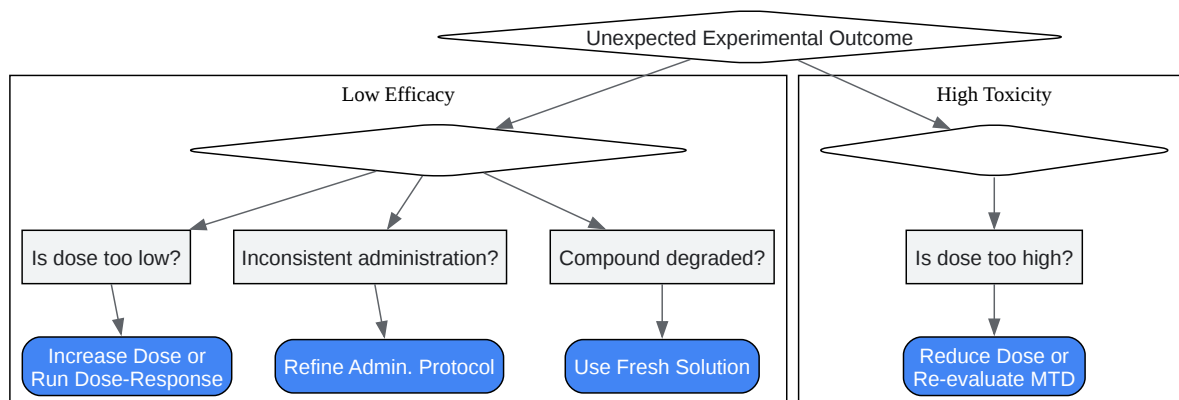 Unexpected Experimental Outcome
Low Efficacy
High Toxicity
Is dose too low?
Inconsistent administration?
Compound degraded?
Is dose too high?
Increase Dose or
Run Dose-Response
Refine Admin. Protocol
Use Fresh Solution
Reduce Dose or
Re-evaluate MTD